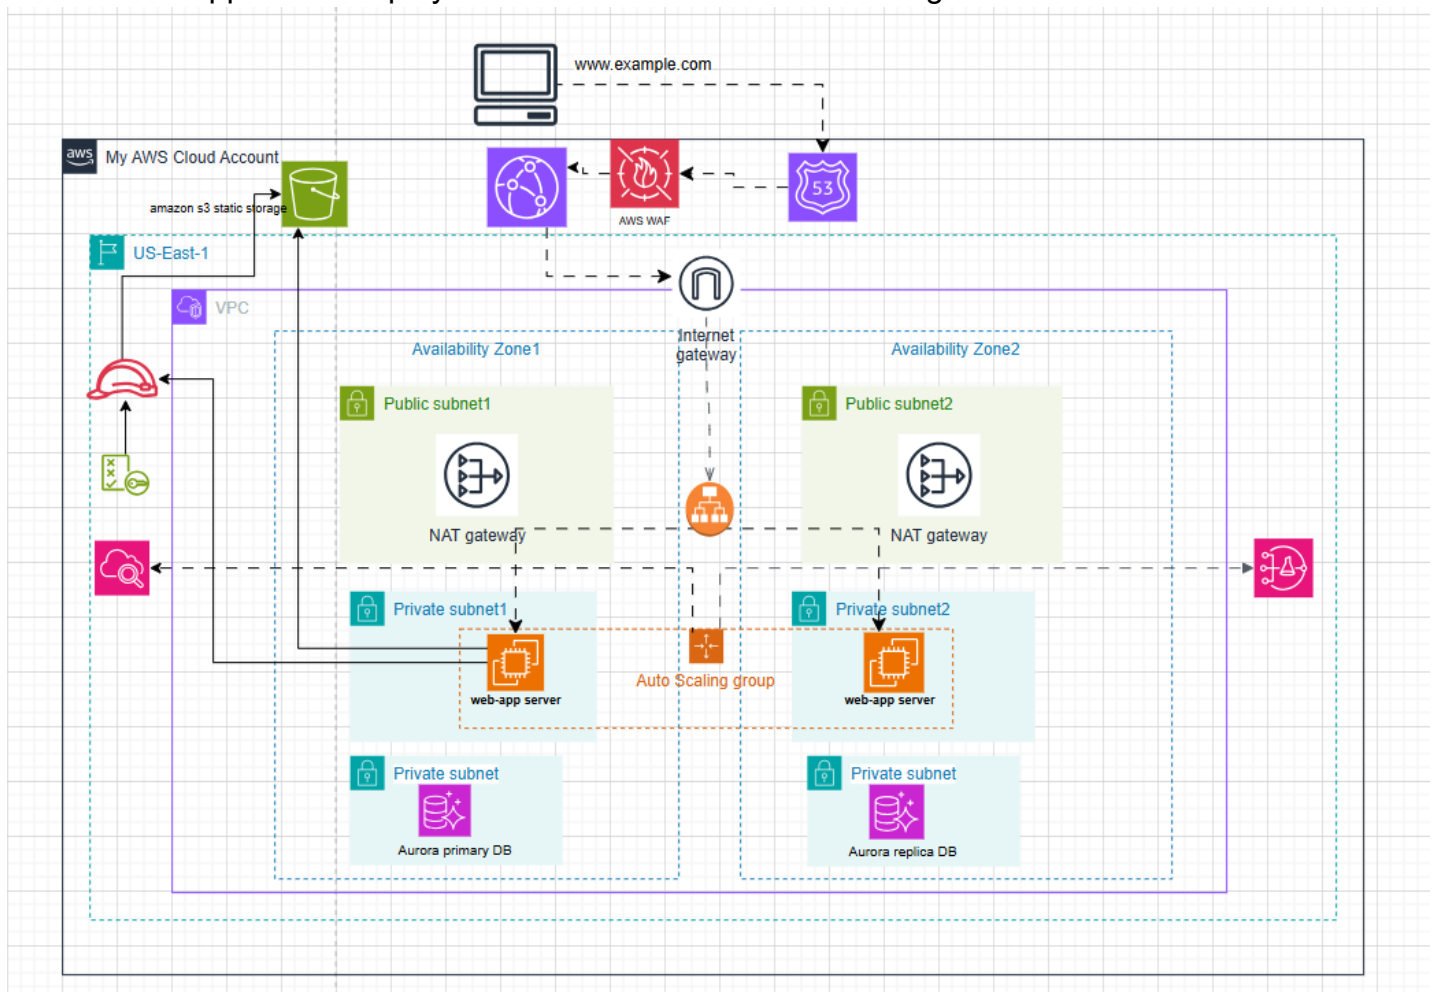 www.example.com
aws
My AWS Cloud Account
amazon s3 static storage
AWS WAF
53
US-East-1
VPC
Internet
gateway
Availability Zone1
Availability Zone2
Public subnet1
Public subnet2
NAT gateway
NAT gateway
Private subnet1
Private subnet2
Auto Scaling group
web-app server
web-app server
Private subnet
Private subnet
Aurora primary DB
Aurora replica DB